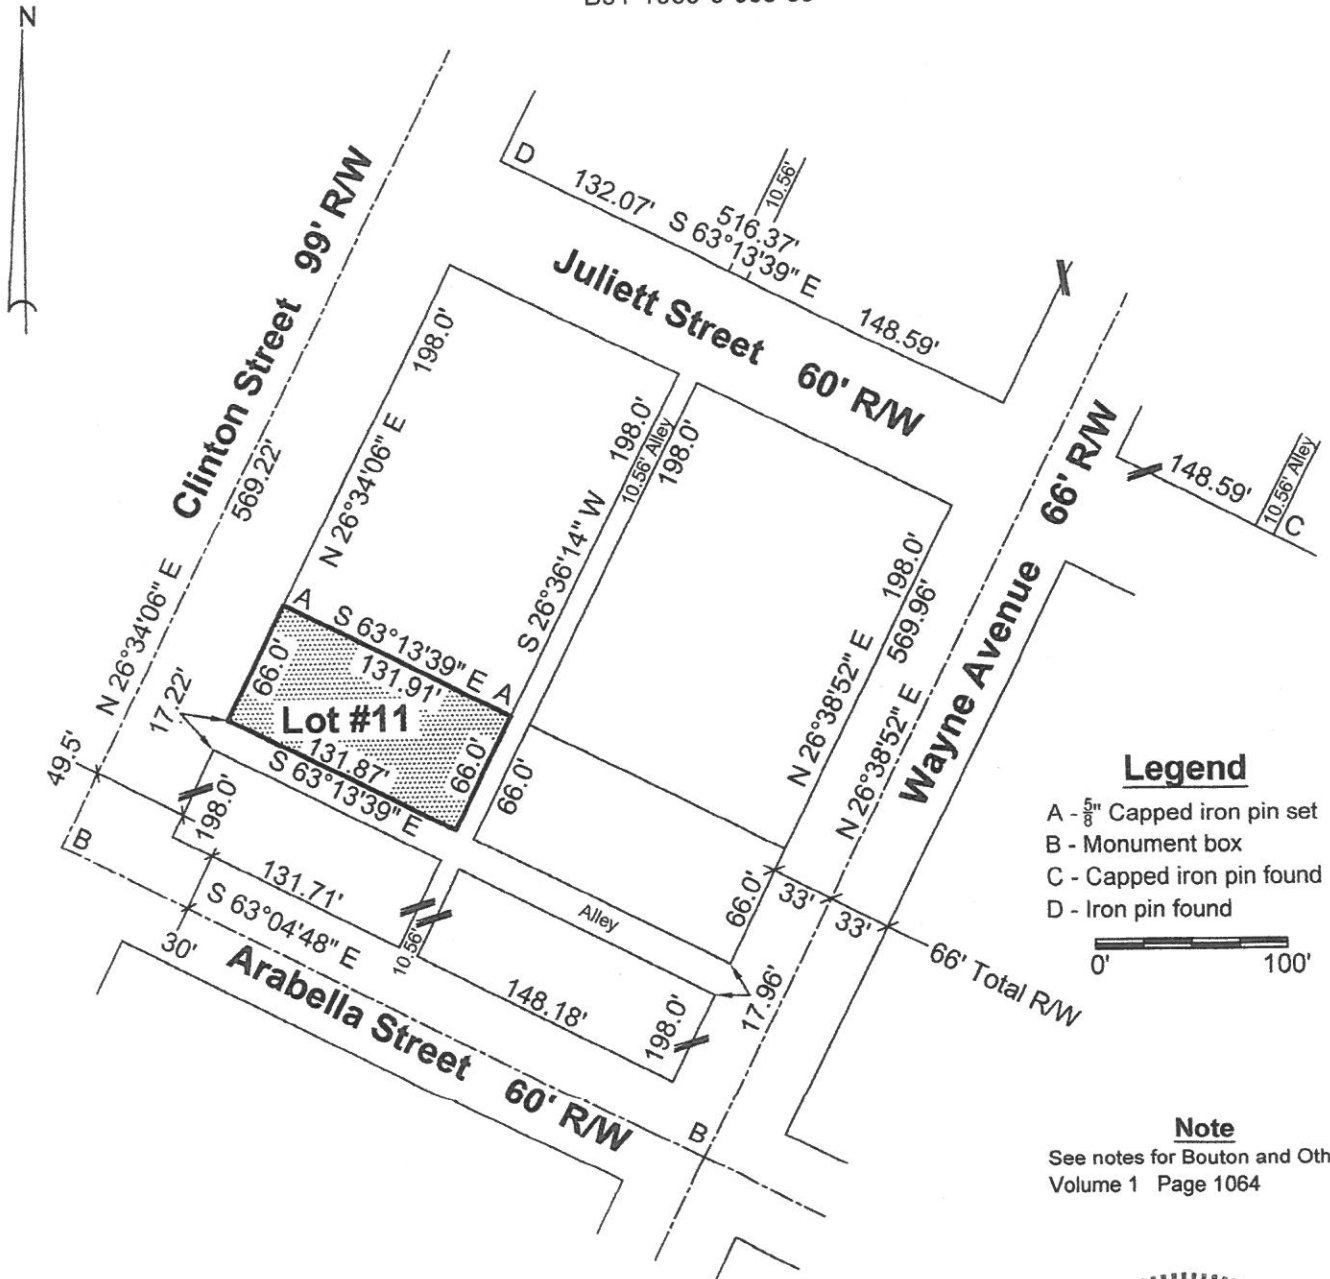 N
D
132.07'
516.37'
S 63°13'39" E
10.56'
148.59'
Clinton Street 99' R/W
Juliett Street 60' R/W
198.0'
N 26°34'06" E
198.0'
10.56' Alley
198.0'
S 26°36'14" W
569.22'
N 26°34'06" E
Wayne Avenue 66' R/W
148.59'
10.56' Alley
C
198.0'
569.96'
N 26°38'52" E
N 26°38'52" E
A
S 63°13'39" E
131.91'
A
66.0'
Lot #11
66.0'
131.87'
S 63°13'39" E
66.0'
17.22'
49.5'
198.0'
B
131.71'
S 63°04'48" E
30'
10.56'
Alley
148.18'
198.0'
66.0'
33'
33'
66' Total R/W
17.96'
Arabella Street 60' R/W
B
Legend
A - 5/8" Capped iron pin set
B - Monument box
C - Capped iron pin found
D - Iron pin found
0' 100'
Note
See notes for Bouton and Oth
Volume 1 Page 1064